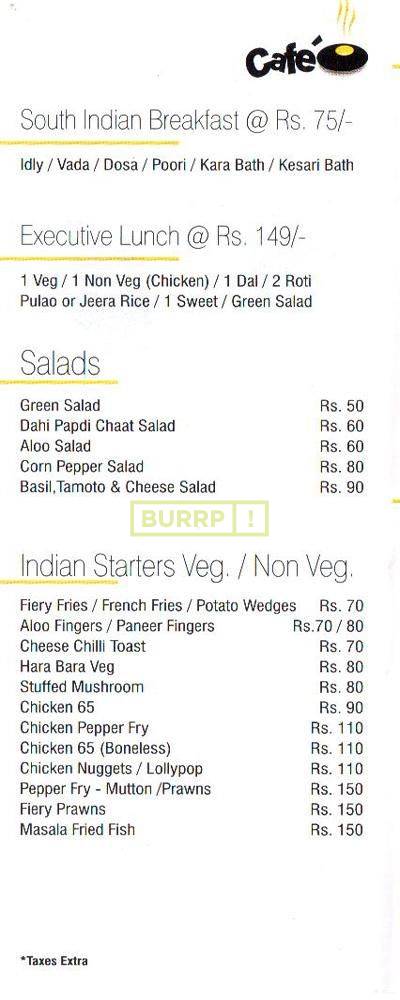 Café
South Indian Breakfast @ Rs. 75/-
Idly / Vada / Dosa / Poori / Kara Bath / Kesari Bath
Executive Lunch @ Rs. 149/-
1 Veg / 1 Non Veg (Chicken) / 1 Dal / 2 Roti
Pulao or Jeera Rice / 1 Sweet / Green Salad
Salads
Green Salad Rs. 50
Dahi Papdi Chaat Salad Rs. 60
Aloo Salad Rs. 60
Corn Pepper Salad Rs. 80
Basil,Tamoto & Cheese Salad Rs. 90
BURRP !
Indian Starters Veg. / Non Veg.
Fiery Fries / French Fries / Potato Wedges Rs. 70
Aloo Fingers / Paneer Fingers Rs.70 / 80
Cheese Chilli Toast Rs. 70
Hara Bara Veg Rs. 80
Stuffed Mushroom Rs. 80
Chicken 65 Rs. 90
Chicken Pepper Fry Rs. 110
Chicken 65 (Boneless) Rs. 110
Chicken Nuggets / Lollypop Rs. 110
Pepper Fry - Mutton /Prawns Rs. 150
Fiery Prawns Rs. 150
Masala Fried Fish Rs. 150
*Taxes Extra